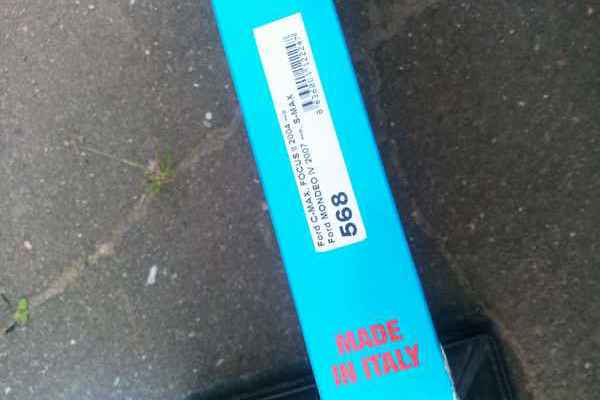 Ford C-MAX, FOCUS II 2004 —>
Ford MONDEO IV 2007 —>, S-MAX
568
MADE
IN ITALY